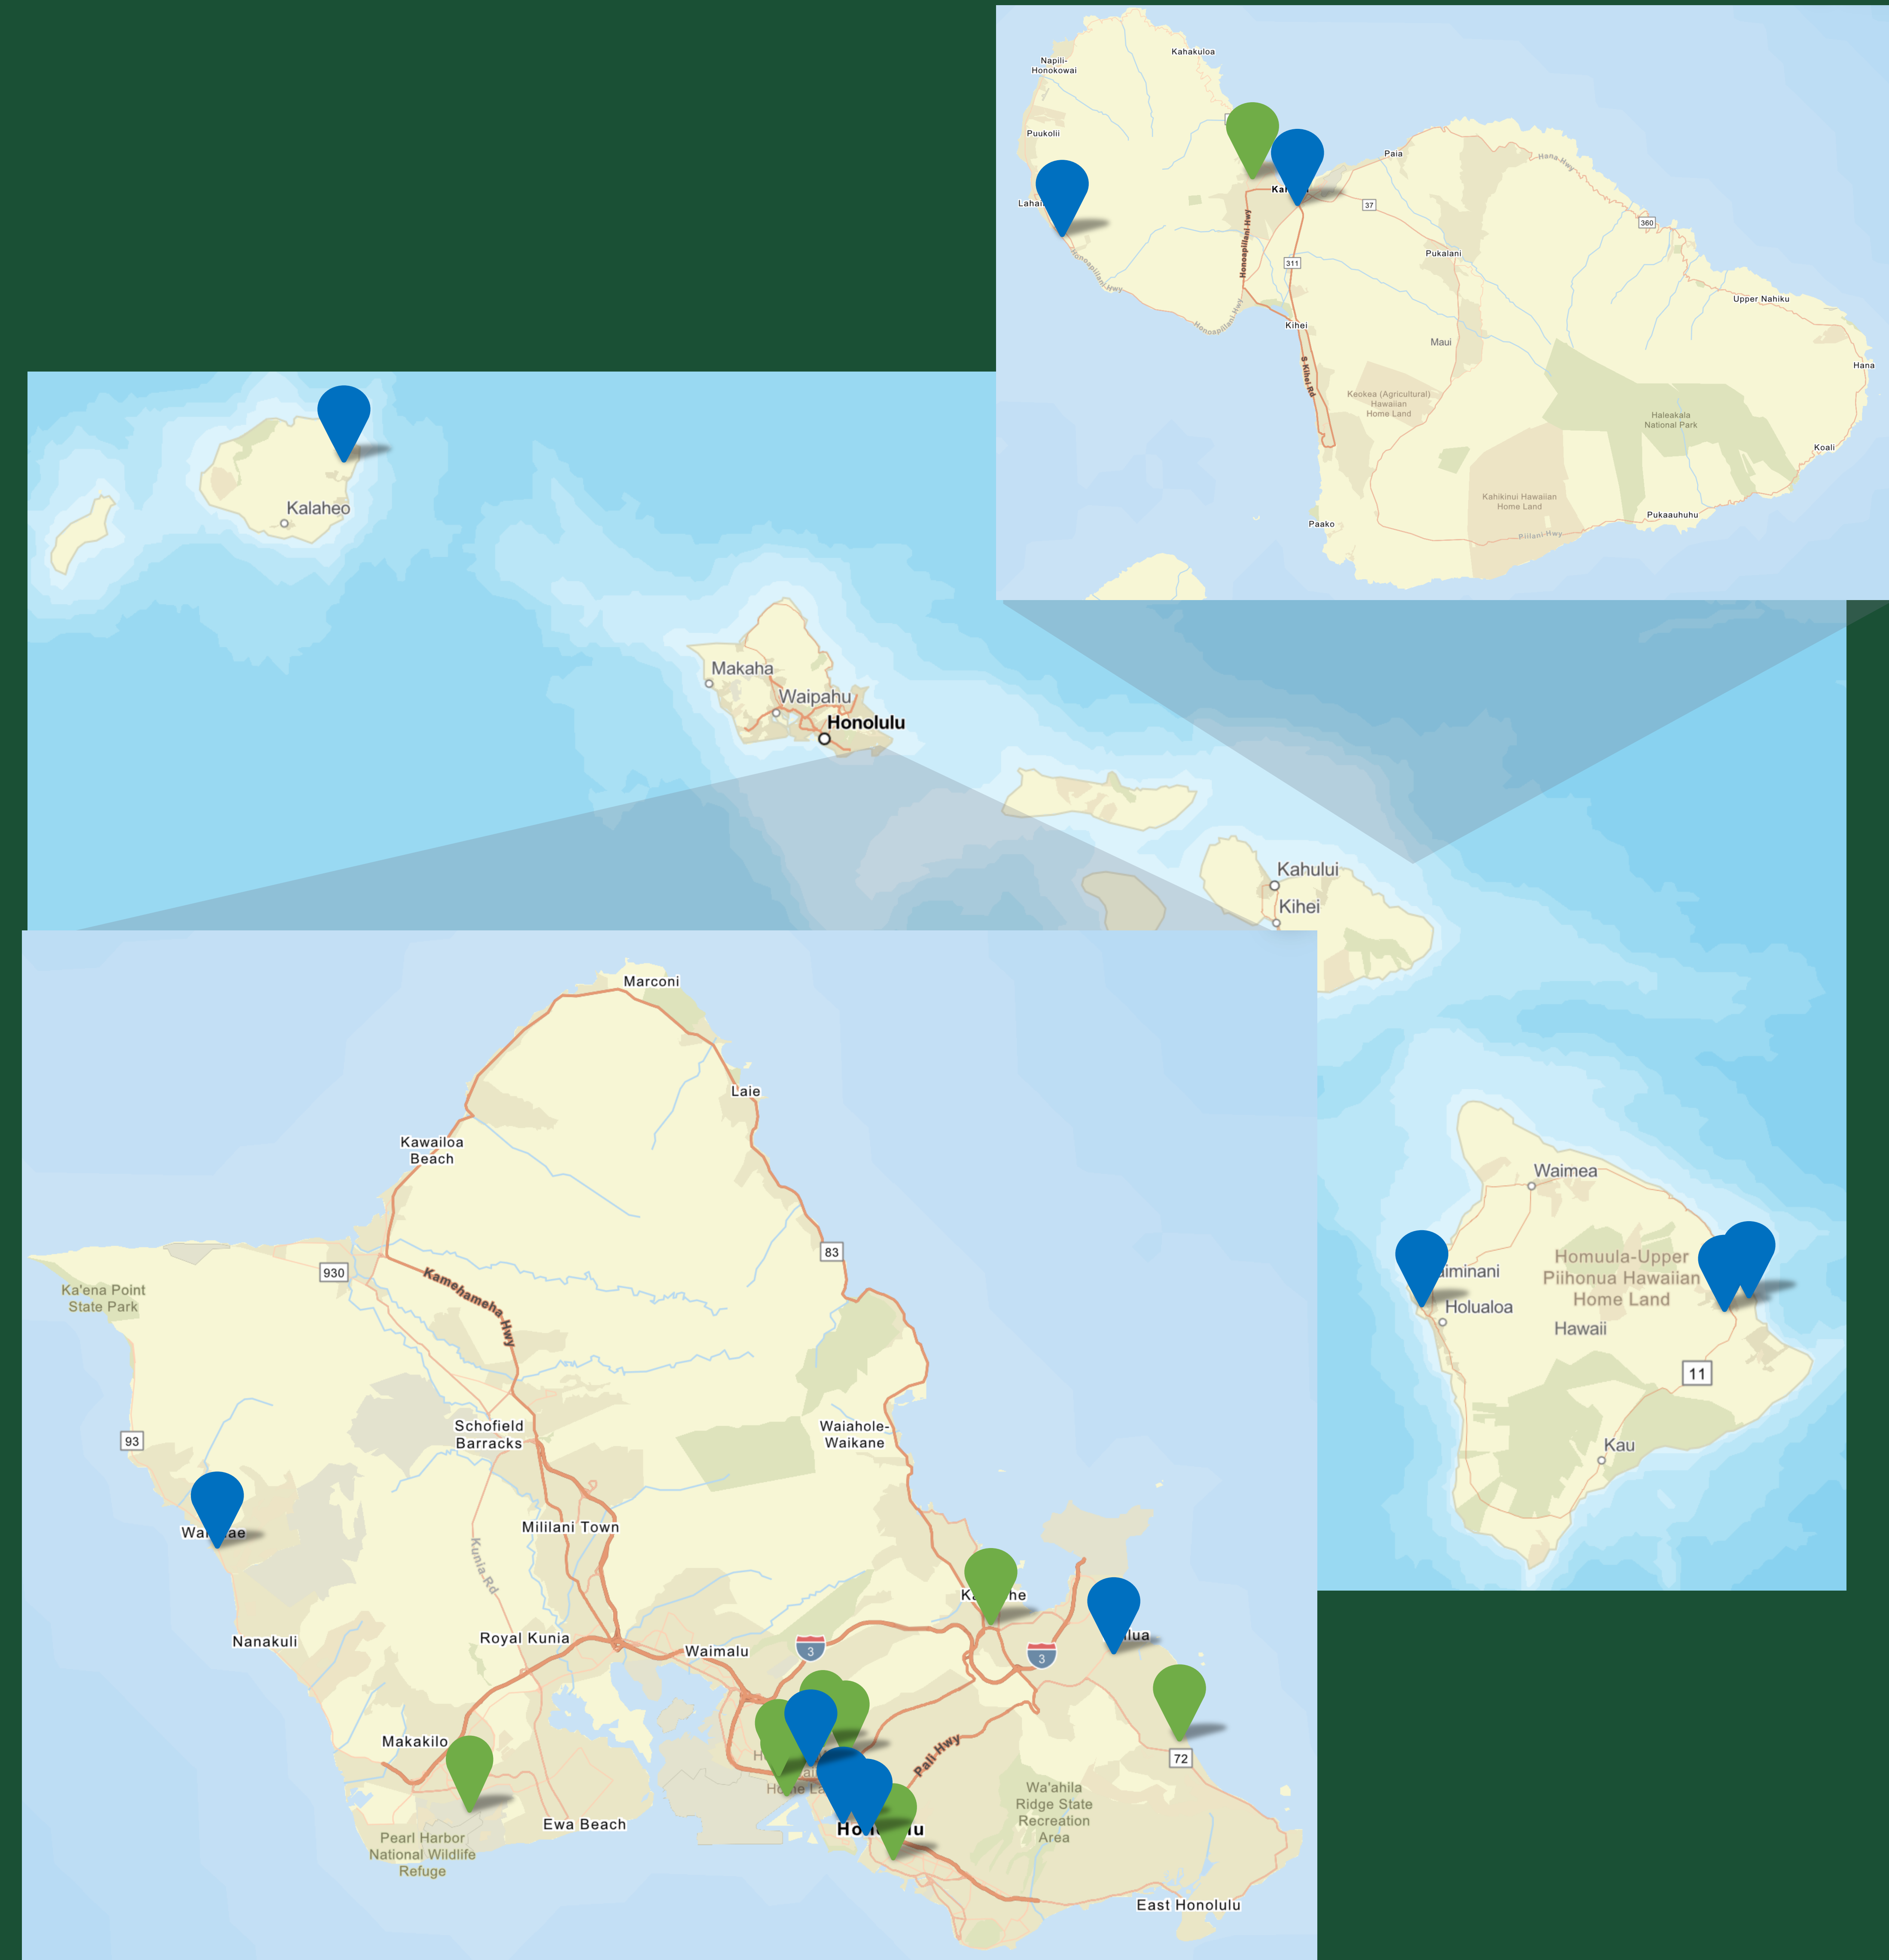 Kahakuloa
Napili-
Honokowai
Puukolii
Paia
Hana Hwy
37
360
Honoapiilani Hwy
Pukalani
311
Honoapiilani Hwy
Upper Nahiku
Honoapiilani Hwy
Kihei
Maui
Hana
S Kihei Rd
Keokea (Agricultural)
Hawaiian
Home Land
Haleakala
National Park
Koali
Kahikinui Hawaiian
Home Land
Pukaauhuhu
Paako
Piilani Hwy
Kalaheo
Makaha
Waipahu
Honolulu
Kahului
Kihei
Waimea
Homuula-Upper
Piihonua Hawaiian
Home Land
Holualoa
Hawaii
11
Kau
Marconi
Laie
Kawailoa
Beach
83
930
Ka'ena Point
State Park
Kamehameha Hwy
Schofield
Barracks
Waiahole-
Waikane
93
Mililani Town
Kunia Rd
Nanakuli
Royal Kunia
Waimalu
3
3
Makakilo
Pali Hwy
72
Home
Wa'ahila
Ridge State
Recreation
Area
Ewa Beach
Pearl Harbor
National Wildlife
Refuge
East Honolulu